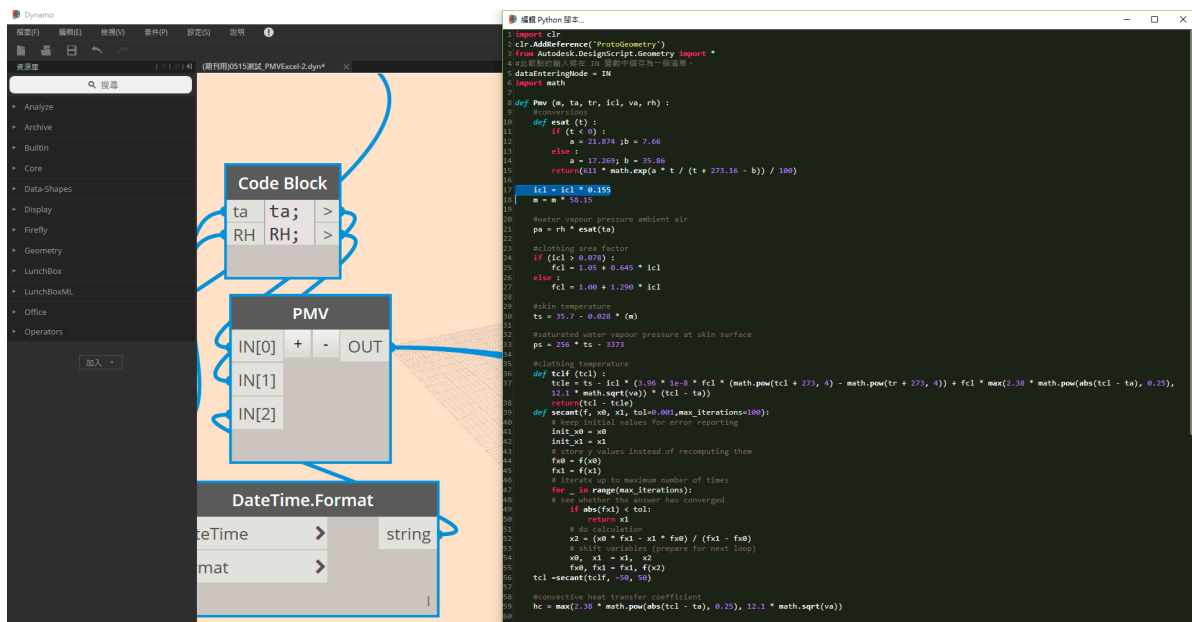 Dynamo
檔案(F) 編輯(E) 檢視(V) 套件(P) 設定(S) 說明
資源庫
(期刊用)0515測試_PMVExcel-2.dyn*
搜尋
Analyze
Archive
BuiltIn
Core
Data-Shapes
Display
Firefly
Geometry
LunchBox
LunchBoxML
Office
Operators
加入
Code Block
ta ta; >
RH RH; >
PMV
IN[0] + - OUT
IN[1]
IN[2]
DateTime.Format
teTime > string
mat >
編輯 Python 腳本...
1 import clr
2 clr.AddReference('ProtoGeometry')
3 from Autodesk.DesignScript.Geometry import *
4 #此節點的輸入將在 IN 變數中儲存為一個清單。
5 dataEnteringNode = IN
6 import math
7
8 def Pmv (m, ta, tr, icl, va, rh) :
9 #conversions
10 def esat (t) :
11 if (t < 0) :
12 a = 21.874 ;b = 7.66
13 else :
14 a = 17.269; b = 35.86
15 return(611 * math.exp(a * t / (t + 273.16 - b)) / 100)
16
17 icl = icl * 0.155
18 m = m * 58.15
19
20 #water vapour pressure ambient air
21 pa = rh * esat(ta)
22
23 #clothing area factor
24 if (icl > 0.078) :
25 fcl = 1.05 + 0.645 * icl
26 else :
27 fcl = 1.00 + 1.290 * icl
28
29 #skin temperature
30 ts = 35.7 - 0.028 * (m)
31
32 #saturated water vapour pressure at skin surface
33 ps = 256 * ts - 3373
34
35 #clothing temperature
36 def tclf (tcl) :
37 tcle = ts - icl * (3.96 * 1e-8 * fcl * (math.pow(tcl + 273, 4) - math.pow(tr + 273, 4)) + fcl * max(2.38 * math.pow(abs(tcl - ta), 0.25),
12.1 * math.sqrt(va)) * (tcl - ta))
38 return(tcl - tcle)
39 def secant(f, x0, x1, tol=0.001,max_iterations=100):
40 # keep initial values for error reporting
41 init_x0 = x0
42 init_x1 = x1
43 # store y values instead of recomputing them
44 fx0 = f(x0)
45 fx1 = f(x1)
46 # iterate up to maximum number of times
47 for _ in range(max_iterations):
48 # see whether the answer has converged
49 if abs(fx1) < tol:
50 return x1
51 # do calculation
52 x2 = (x0 * fx1 - x1 * fx0) / (fx1 - fx0)
53 # shift variables (prepare for next loop)
54 x0, x1 = x1, x2
55 fx0, fx1 = fx1, f(x2)
56 tcl =secant(tclf, -50, 50)
57
58 #convective heat transfer coefficient
59 hc = max(2.38 * math.pow(abs(tcl - ta), 0.25), 12.1 * math.sqrt(va))
60